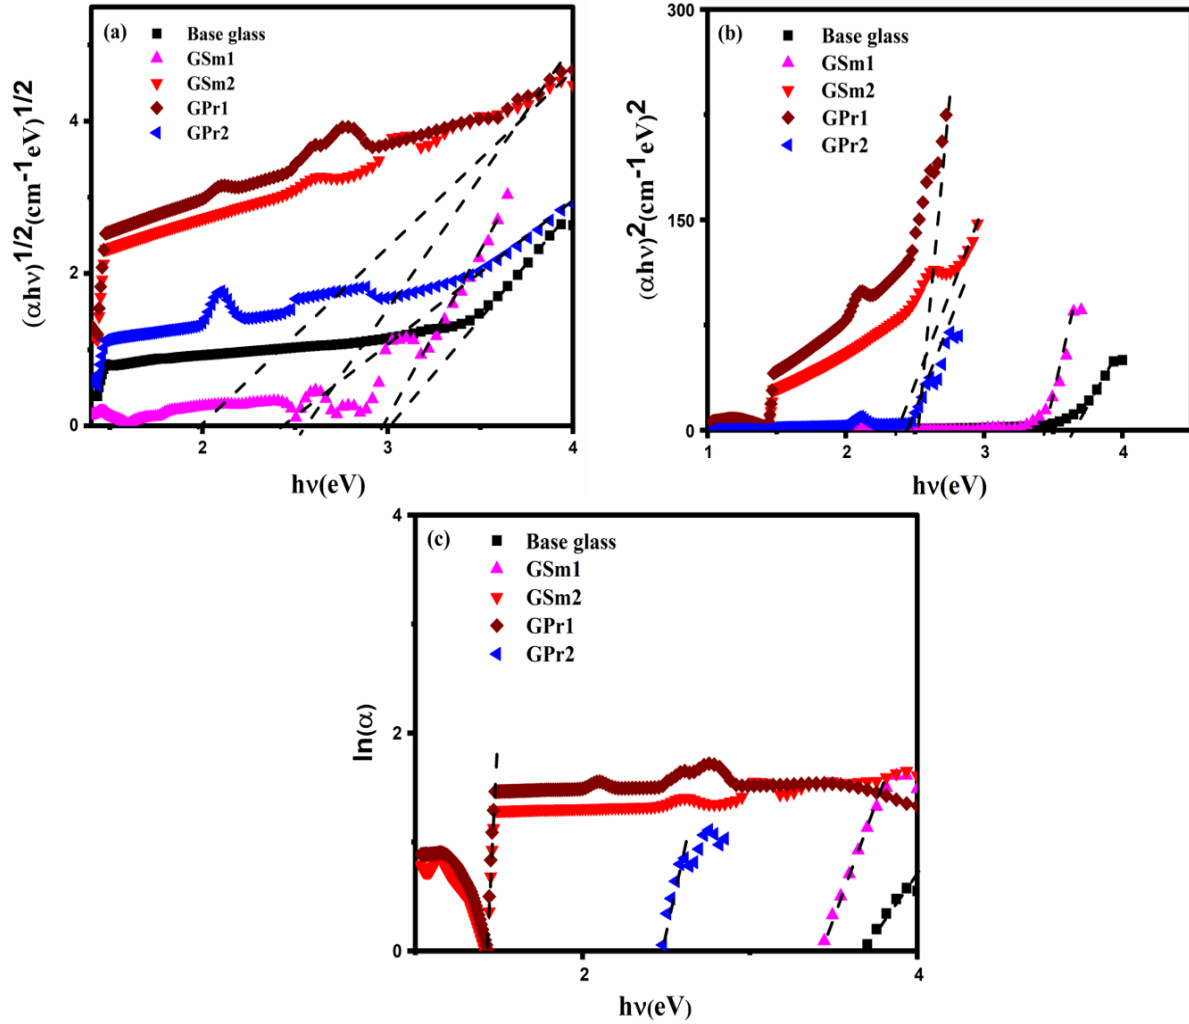 (a)
Base glass
GSm1
GSm2
GPr1
GPr2
(αhν)1/2(cm-1eV)1/2
4
2
0
2
3
4
hν(eV)
(b)
Base glass
GSm1
GSm2
GPr1
GPr2
(αhν)2(cm-1eV)2
300
150
0
1
2
3
4
hν(eV)
(c)
Base glass
GSm1
GSm2
GPr1
GPr2
ln(α)
4
2
0
2
4
hν(eV)